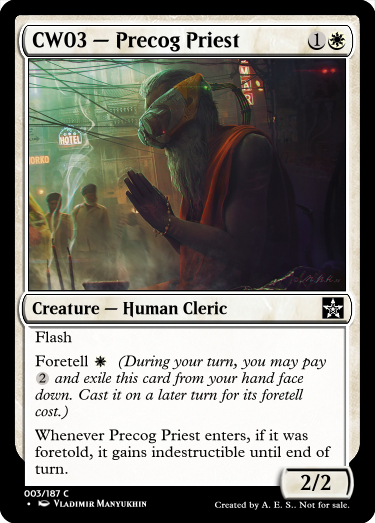 CW03 — Precog Priest 1
HOTEL
ORKO
Creature — Human Cleric
Flash
Foretell (During your turn, you may pay
2 and exile this card from your hand face
down. Cast it on a later turn for its foretell
cost.)
Whenever Precog Priest enters, if it was
foretold, it gains indestructible until end of
turn.
2/2
003/187 C
• Vladimir Manyukhin
Created by A. E. S.. Not for sale.